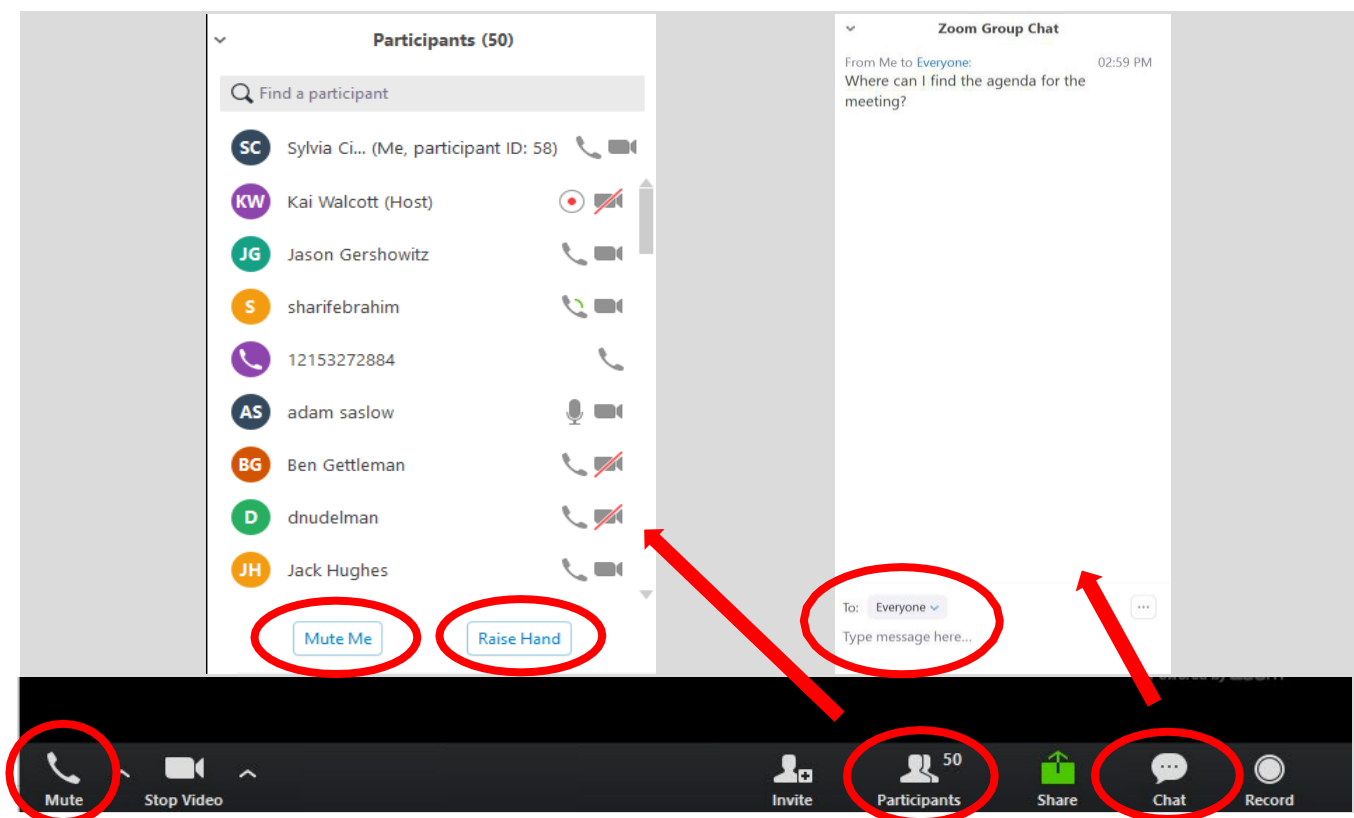 Participants (50)
Find a participant
SC Sylvia Ci... (Me, participant ID: 58)
KW Kai Walcott (Host)
JG Jason Gershowitz
S sharifebrahim
12153272884
AS adam saslow
BG Ben Gettleman
D dnudelman
JH Jack Hughes
Mute Me Raise Hand
Zoom Group Chat
From Me to Everyone: 02:59 PM
Where can I find the agenda for the
meeting?
To: Everyone
Type message here...
Mute Stop Video Invite Participants 50 Share Chat Record